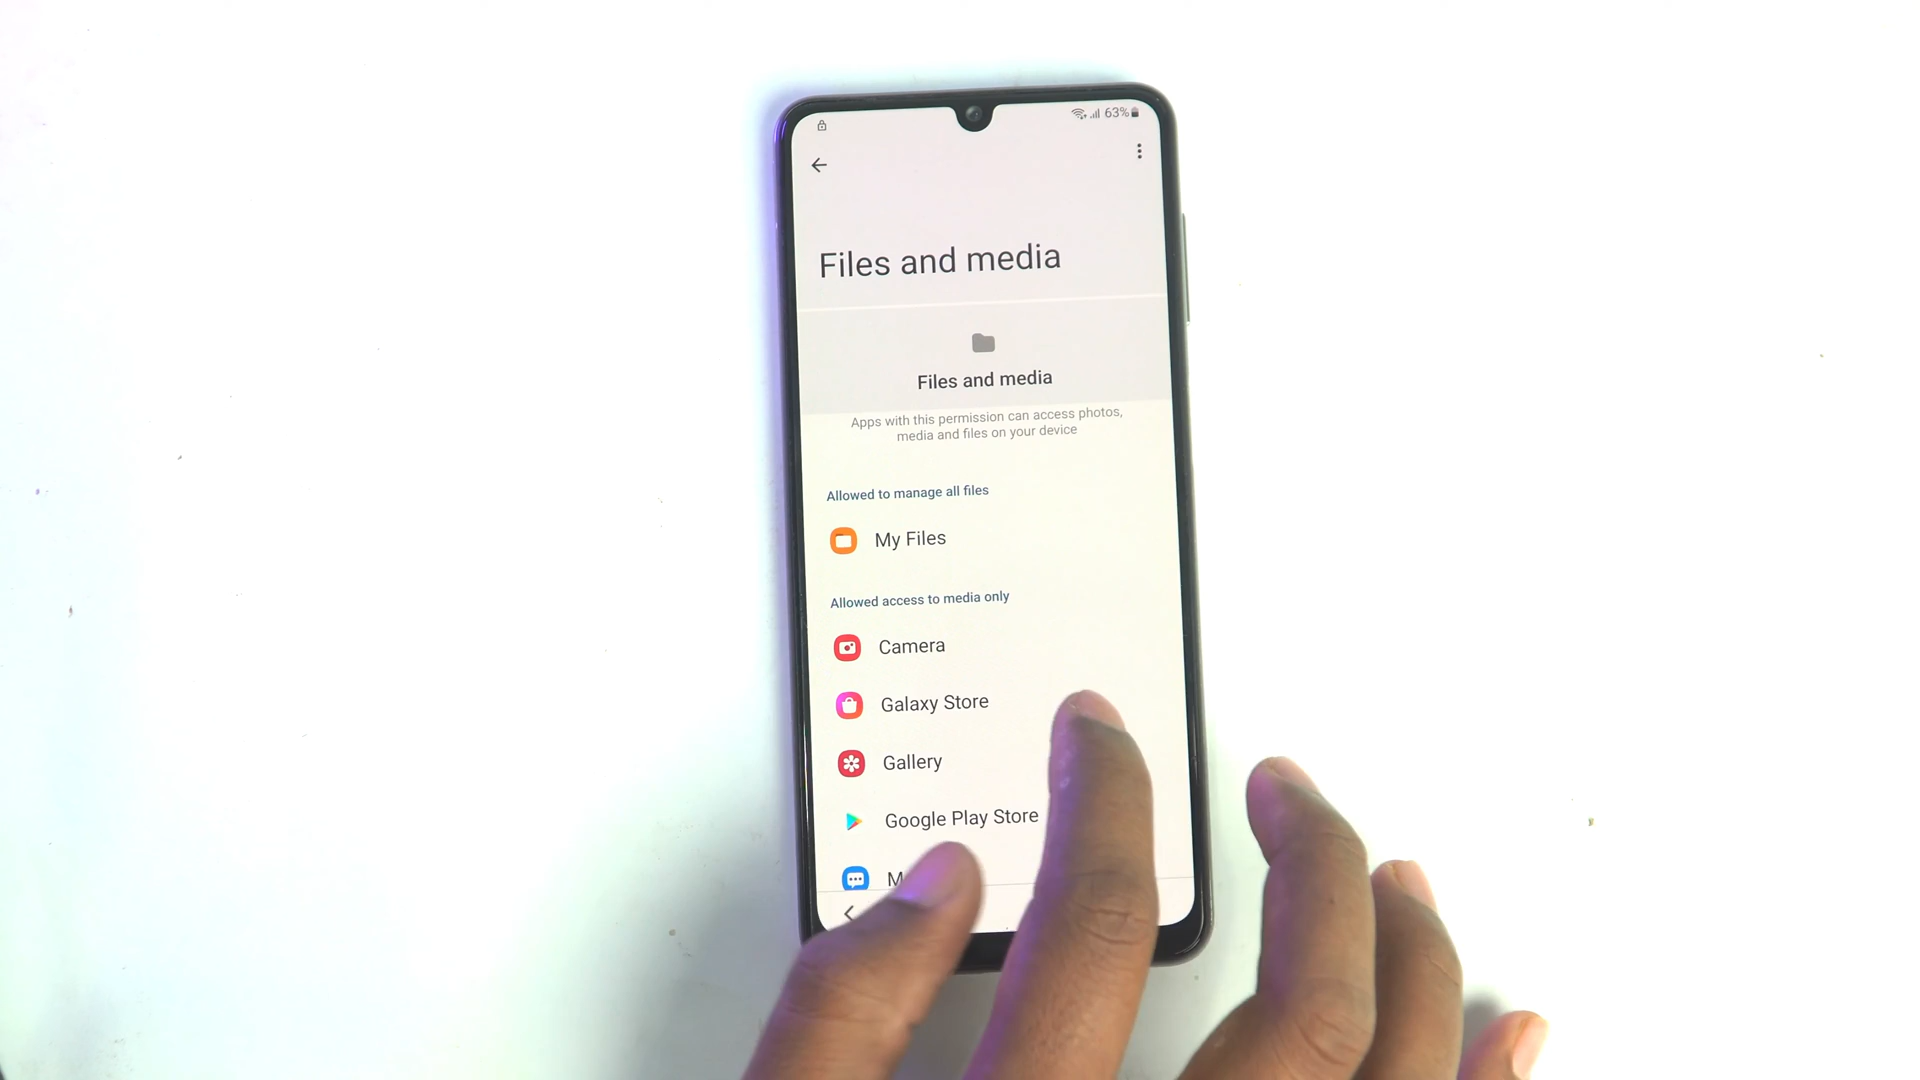 63%
Files and media
Files and media
Apps with this permission can access photos,
media and files on your device
Allowed to manage all files
My Files
Allowed access to media only
Camera
Galaxy Store
Gallery
Google Play Store